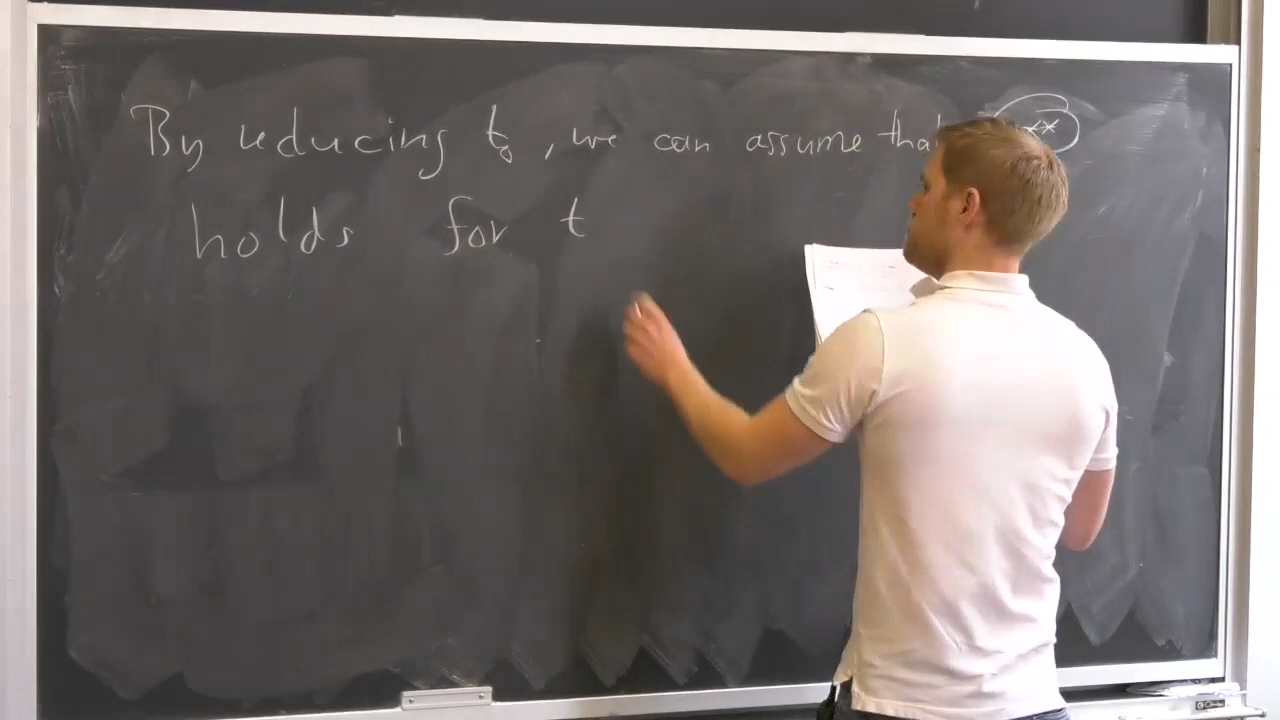 By reducing t₀, we can assume that **
holds for t